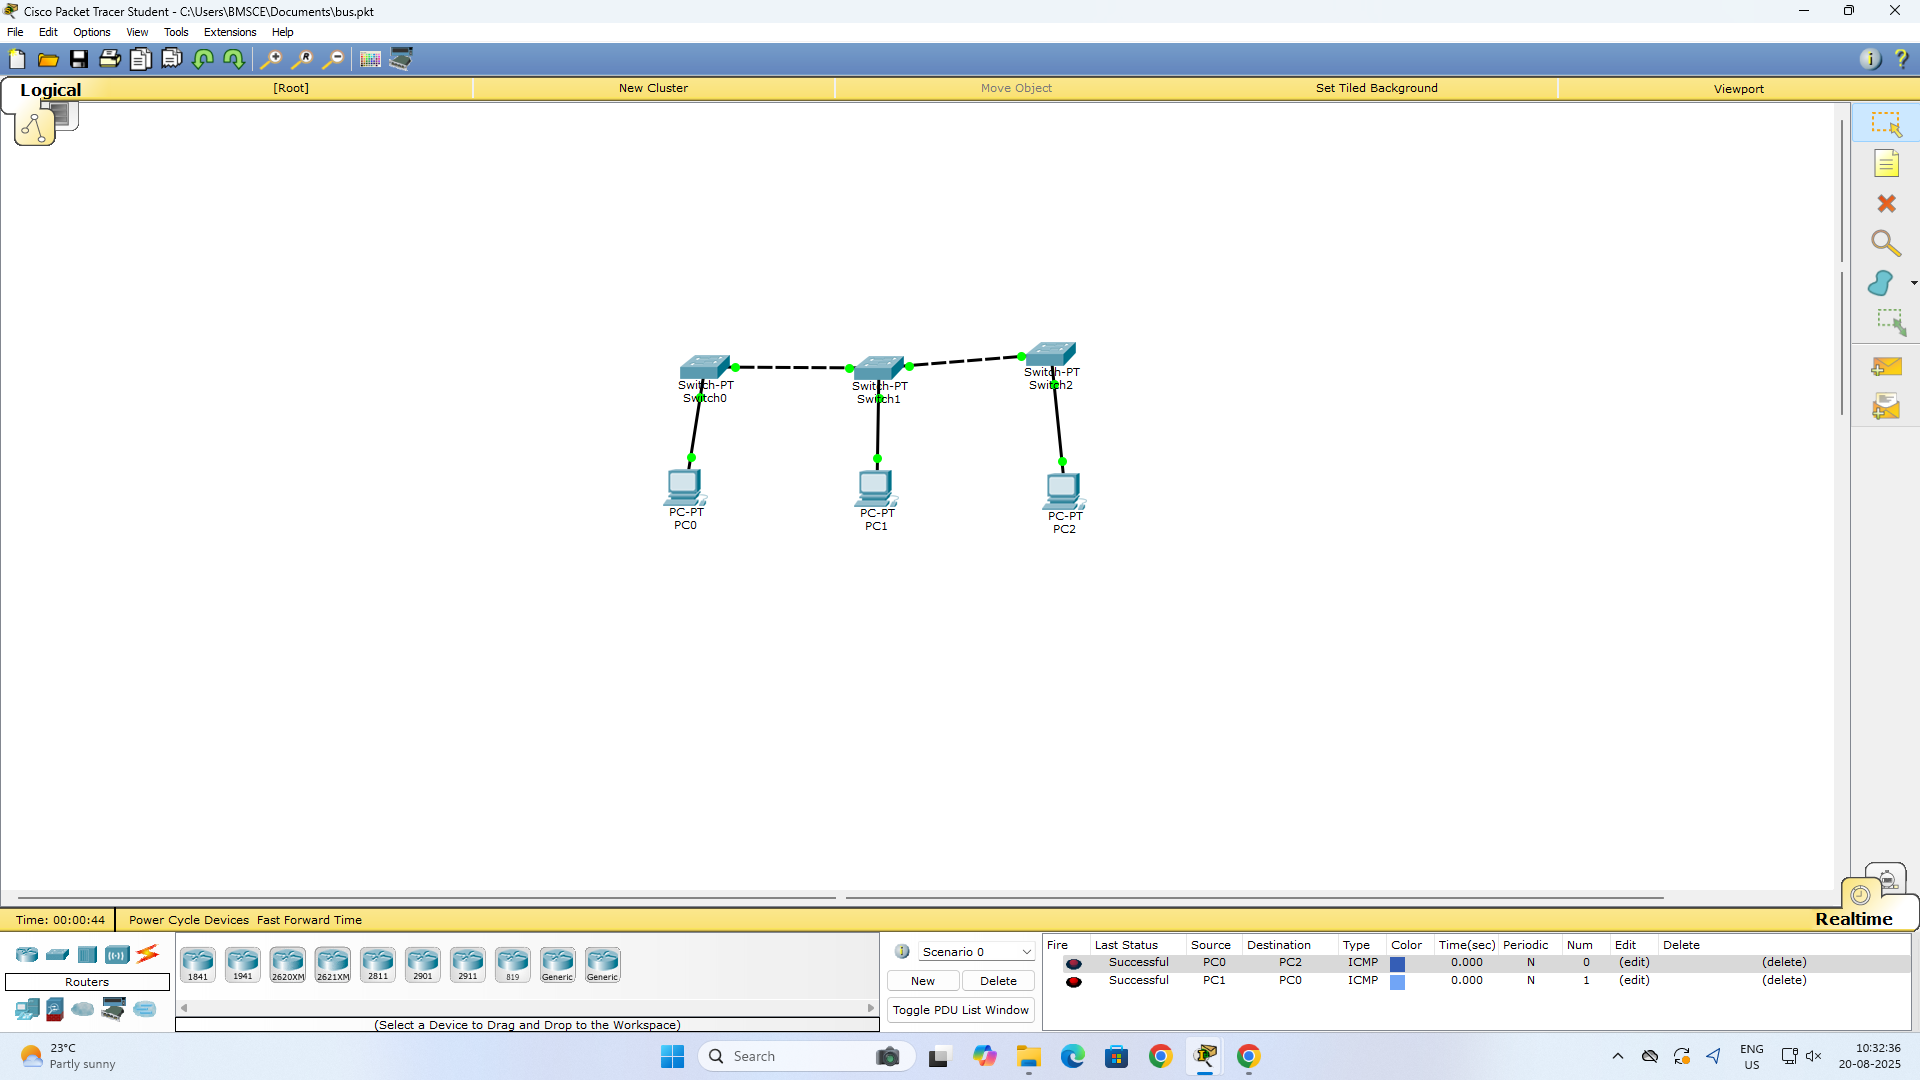 Cisco Packet Tracer Student - C:\Users\BMSCE\Documents\bus.pkt
File Edit Options View Tools Extensions Help
Logical [Root] New Cluster Move Object Set Tiled Background Viewport
Switch-PT Switch-PT Switch-PT
Switch0 Switch1 Switch2
PC-PT PC-PT PC-PT
PC0 PC1 PC2
Time: 00:00:44 Power Cycle Devices Fast Forward Time Realtime
Routers
1841 1941 2620XM 2621XM 2811 2901 2911 819 Generic Generic
(Select a Device to Drag and Drop to the Workspace)
Scenario 0
New Delete
Toggle PDU List Window
Fire Last Status Source Destination Type Color Time(sec) Periodic Num Edit Delete
Successful PC0 PC2 ICMP 0.000 N 0 (edit) (delete)
Successful PC1 PC0 ICMP 0.000 N 1 (edit) (delete)
23°C
Partly sunny
Search
ENG
US
10:32:36
20-08-2025